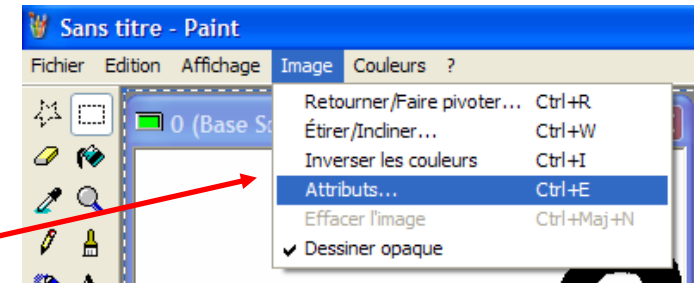 Sans titre - Paint
Fichier Edition Affichage Image Couleurs ?
0 (Base
Retourner/Faire pivoter... Ctrl+R
Étirer/Incliner... Ctrl+W
Inverser les couleurs Ctrl+I
Attributs... Ctrl+E
Effacer l'image Ctrl+Maj+N
Dessiner opaque